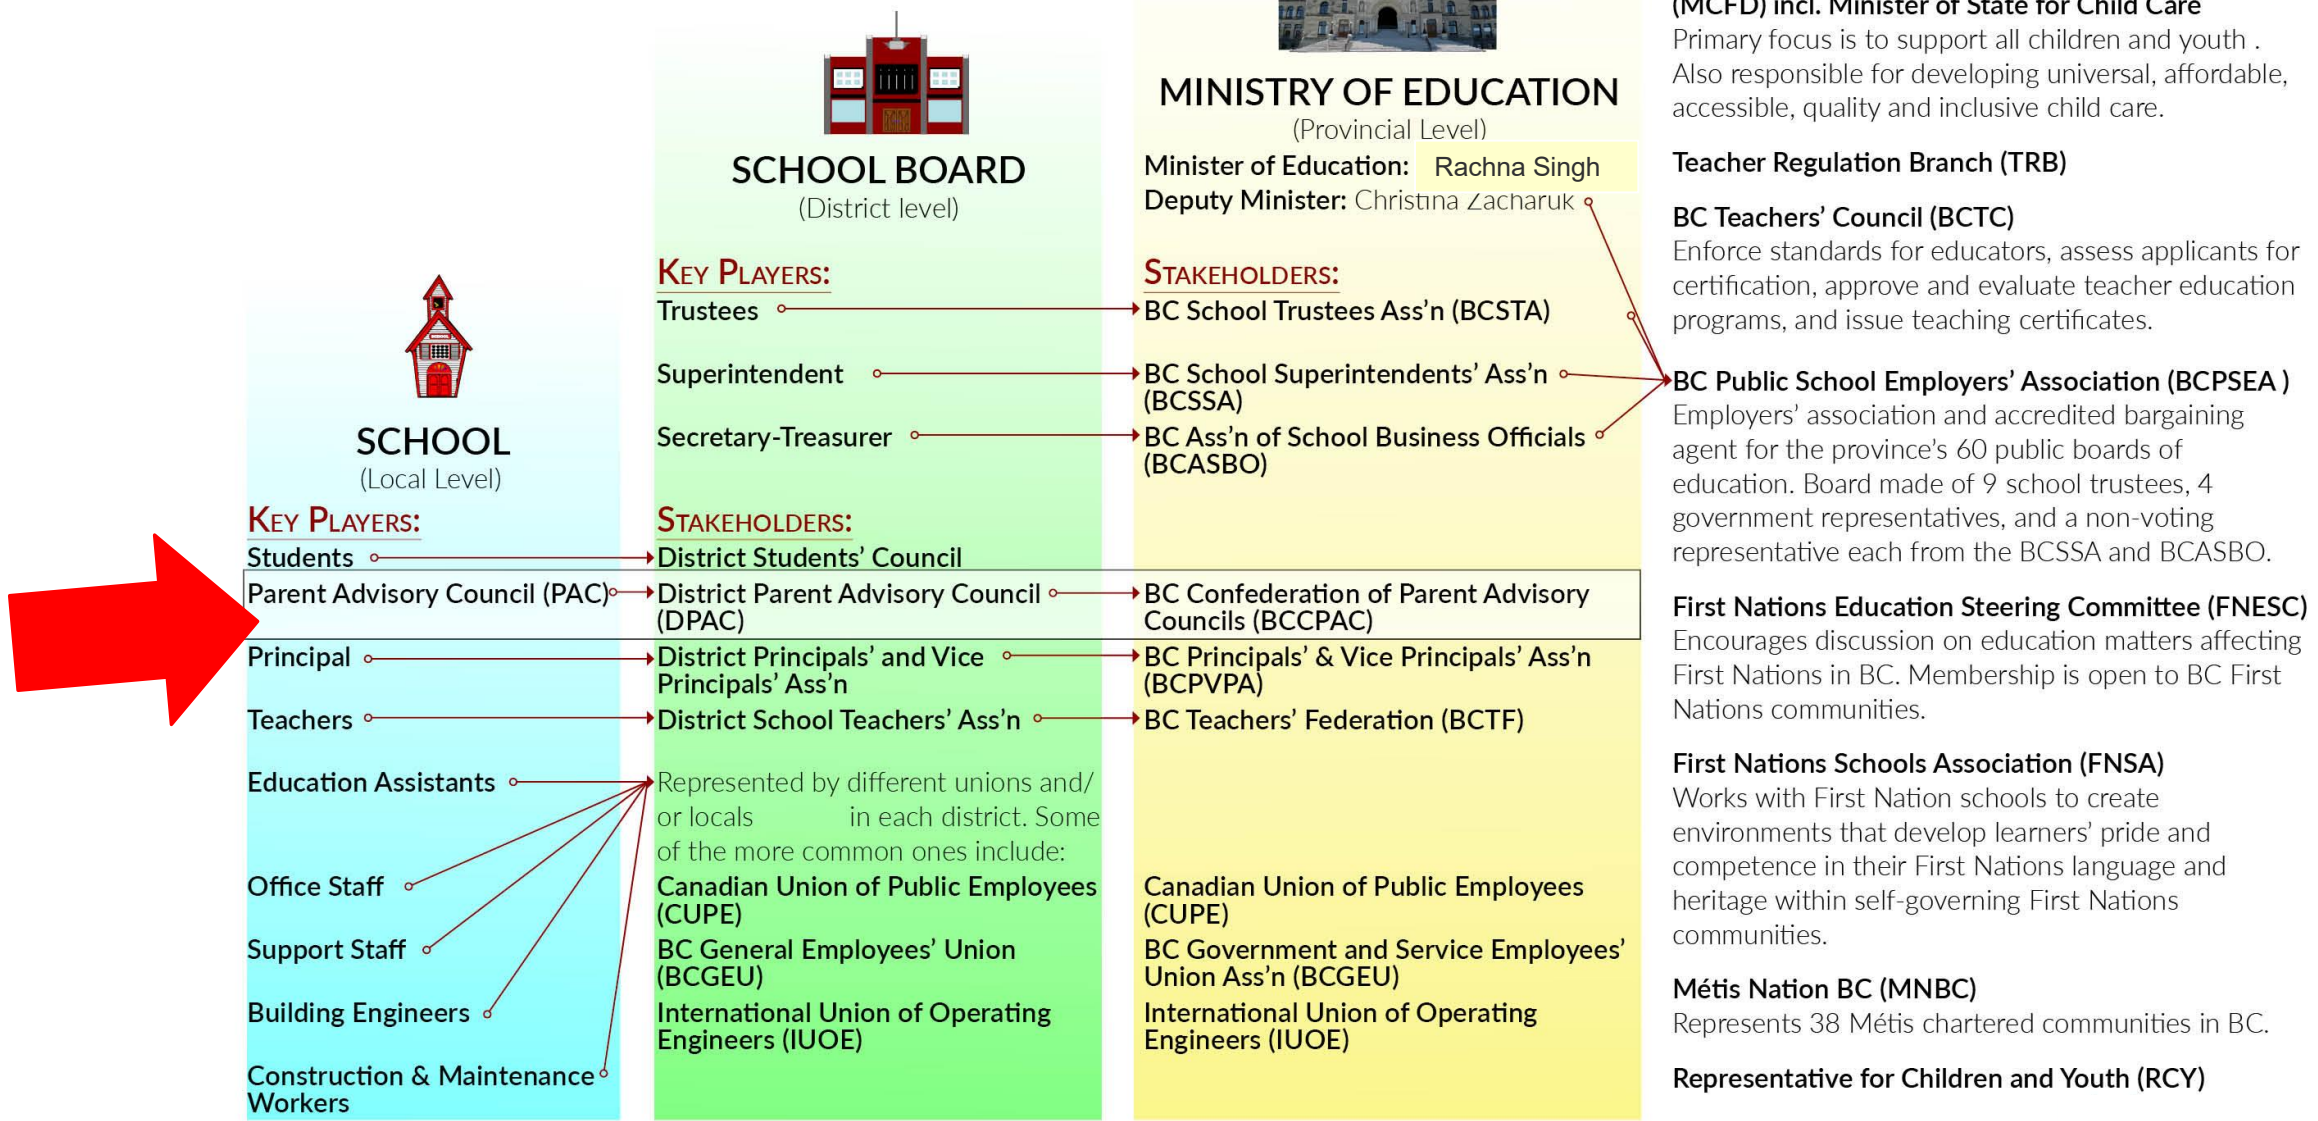 SCHOOL
(Local Level)
KEY PLAYERS:
Students
Parent Advisory Council (PAC)
Principal
Teachers
Education Assistants
Office Staff
Support Staff
Building Engineers
Construction & Maintenance
Workers
SCHOOL BOARD
(District level)
KEY PLAYERS:
Trustees
Superintendent
Secretary-Treasurer
STAKEHOLDERS:
District Students’ Council
District Parent Advisory Council
(DPAC)
District Principals’ and Vice
Principals’ Ass’n
District School Teachers’ Ass’n
Represented by different unions and/
or locals in each district. Some
of the more common ones include:
Canadian Union of Public Employees
(CUPE)
BC General Employees’ Union
(BCGEU)
International Union of Operating
Engineers (IUOE)
MINISTRY OF EDUCATION
(Provincial Level)
Minister of Education: Rachna Singh
Deputy Minister: Christina Zacharuk
STAKEHOLDERS:
BC School Trustees Ass’n (BCSTA)
BC School Superintendents’ Ass’n
(BCSSA)
BC Ass’n of School Business Officials
(BCASBO)
BC Confederation of Parent Advisory
Councils (BCCPAC)
BC Principals’ & Vice Principals’ Ass’n
(BCPVPA)
BC Teachers’ Federation (BCTF)
Canadian Union of Public Employees
(CUPE)
BC Government and Service Employees’
Union Ass’n (BCGEU)
International Union of Operating
Engineers (IUOE)
(MCFD) incl. Minister of State for Child Care
Primary focus is to support all children and youth .
Also responsible for developing universal, affordable,
accessible, quality and inclusive child care.
Teacher Regulation Branch (TRB)
BC Teachers’ Council (BCTC)
Enforce standards for educators, assess applicants for
certification, approve and evaluate teacher education
programs, and issue teaching certificates.
BC Public School Employers’ Association (BCPSEA )
Employers’ association and accredited bargaining
agent for the province’s 60 public boards of
education. Board made of 9 school trustees, 4
government representatives, and a non-voting
representative each from the BCSSA and BCASBO.
First Nations Education Steering Committee (FNESC)
Encourages discussion on education matters affecting
First Nations in BC. Membership is open to BC First
Nations communities.
First Nations Schools Association (FNSA)
Works with First Nation schools to create
environments that develop learners’ pride and
competence in their First Nations language and
heritage within self-governing First Nations
communities.
Métis Nation BC (MNBC)
Represents 38 Métis chartered communities in BC.
Representative for Children and Youth (RCY)